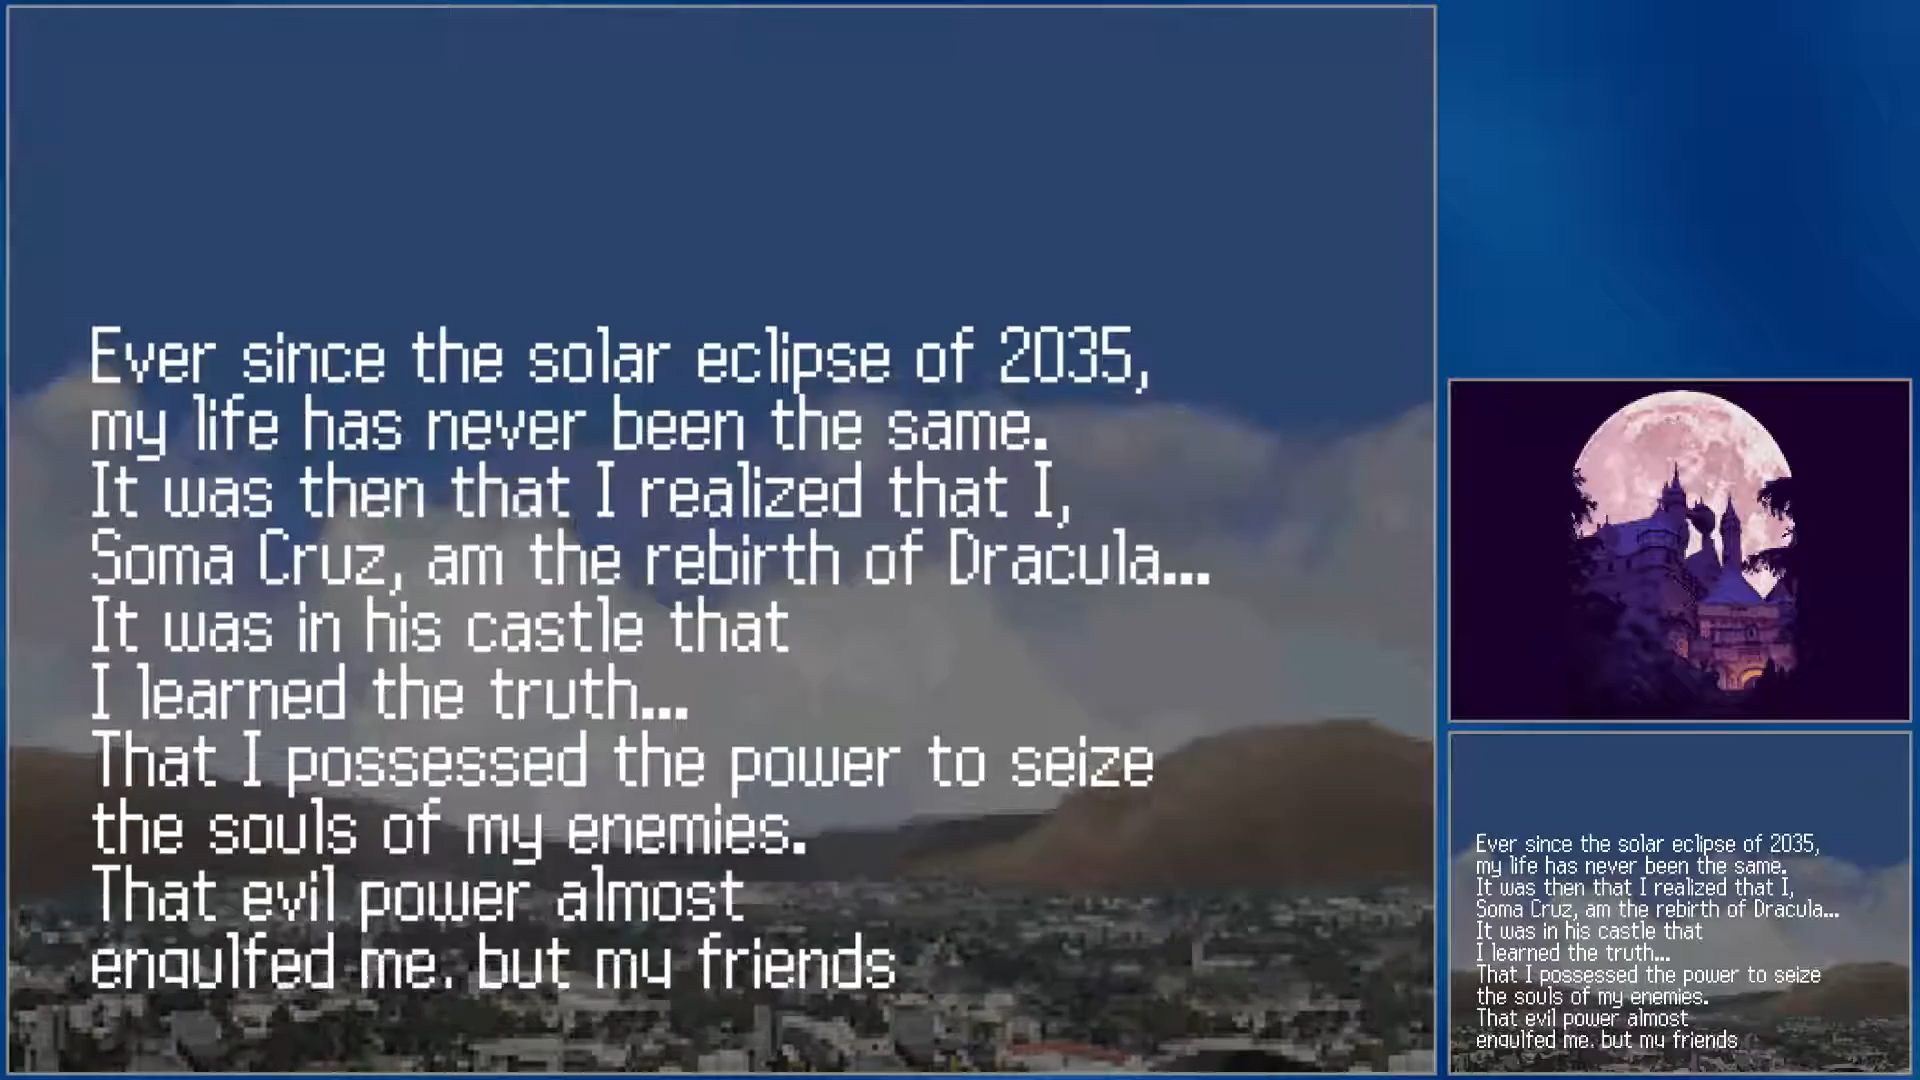 Ever since the solar eclipse of 2035,
my life has never been the same.
It was then that I realized that I,
Soma Cruz, am the rebirth of Dracula...
It was in his castle that
I learned the truth...
That I possessed the power to seize
the souls of my enemies.
That evil power almost
engulfed me, but my friends
Ever since the solar eclipse of 2035,
my life has never been the same.
It was then that I realized that I,
Soma Cruz, am the rebirth of Dracula...
It was in his castle that
I learned the truth...
That I possessed the power to seize
the souls of my enemies.
That evil power almost
engulfed me, but my friends